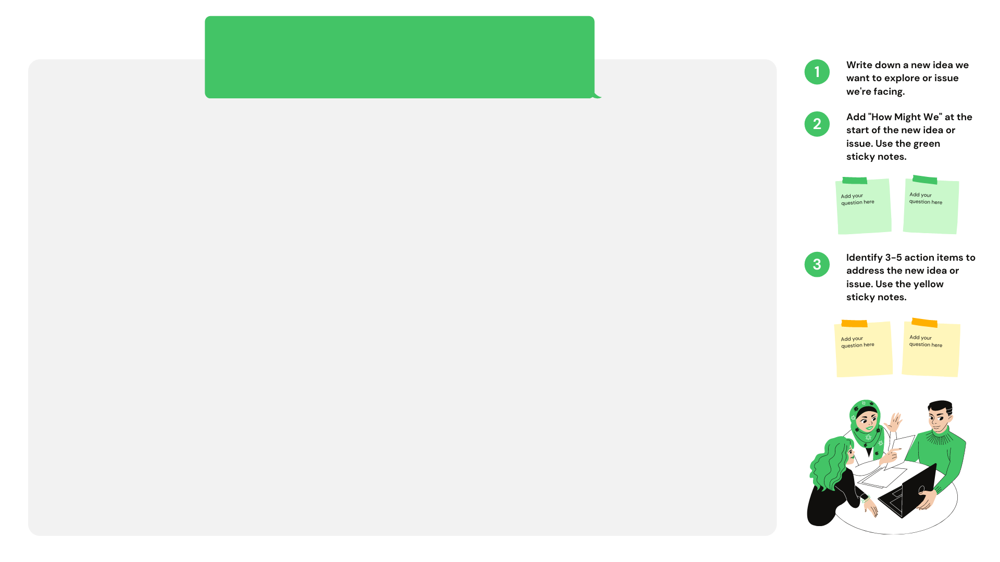 1
Write down a new idea we
want to explore or issue
we're facing.
2
Add "How Might We" at the
start of the new idea or
issue. Use the green
sticky notes.
Add your
question here
Add your
question here
3
Identify 3-5 action items to
address the new idea or
issue. Use the yellow
sticky notes.
Add your
question here
Add your
question here